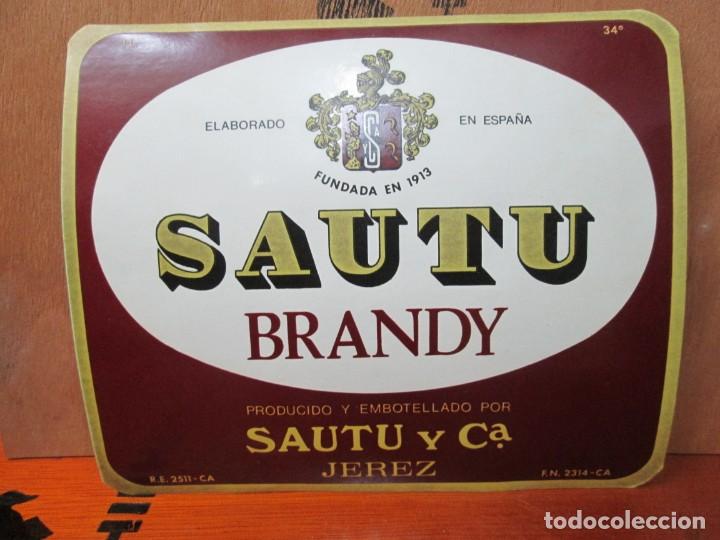 34°
ELABORADO EN ESPAÑA
FUNDADA EN 1913
SAUTU
BRANDY
PRODUCIDO Y EMBOTELLADO POR
SAUTU Y Cª
JEREZ
R.E. 2511-CA F.N. 2314-CA
todocoleccion.net